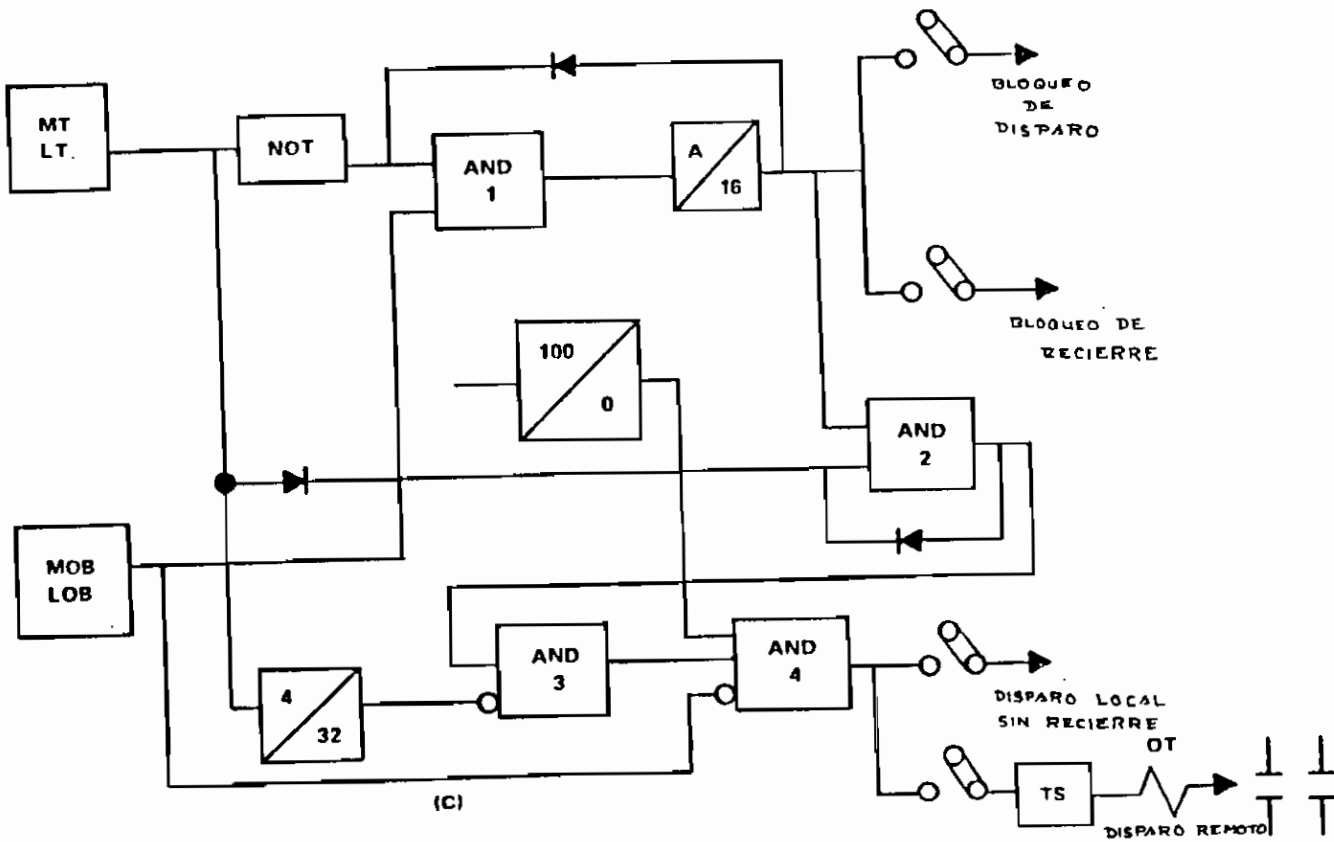 MT
LT.
NOT
AND
1
A
16
BLOQUEO
DE
DISPARO
BLOQUEO DE
RECIERRE
100
0
AND
2
MOB
LOB
4
32
AND
3
AND
4
DISPARO LOCAL
SIN RECIERRE
OT
TS
DISPARO REMOTO
(C)